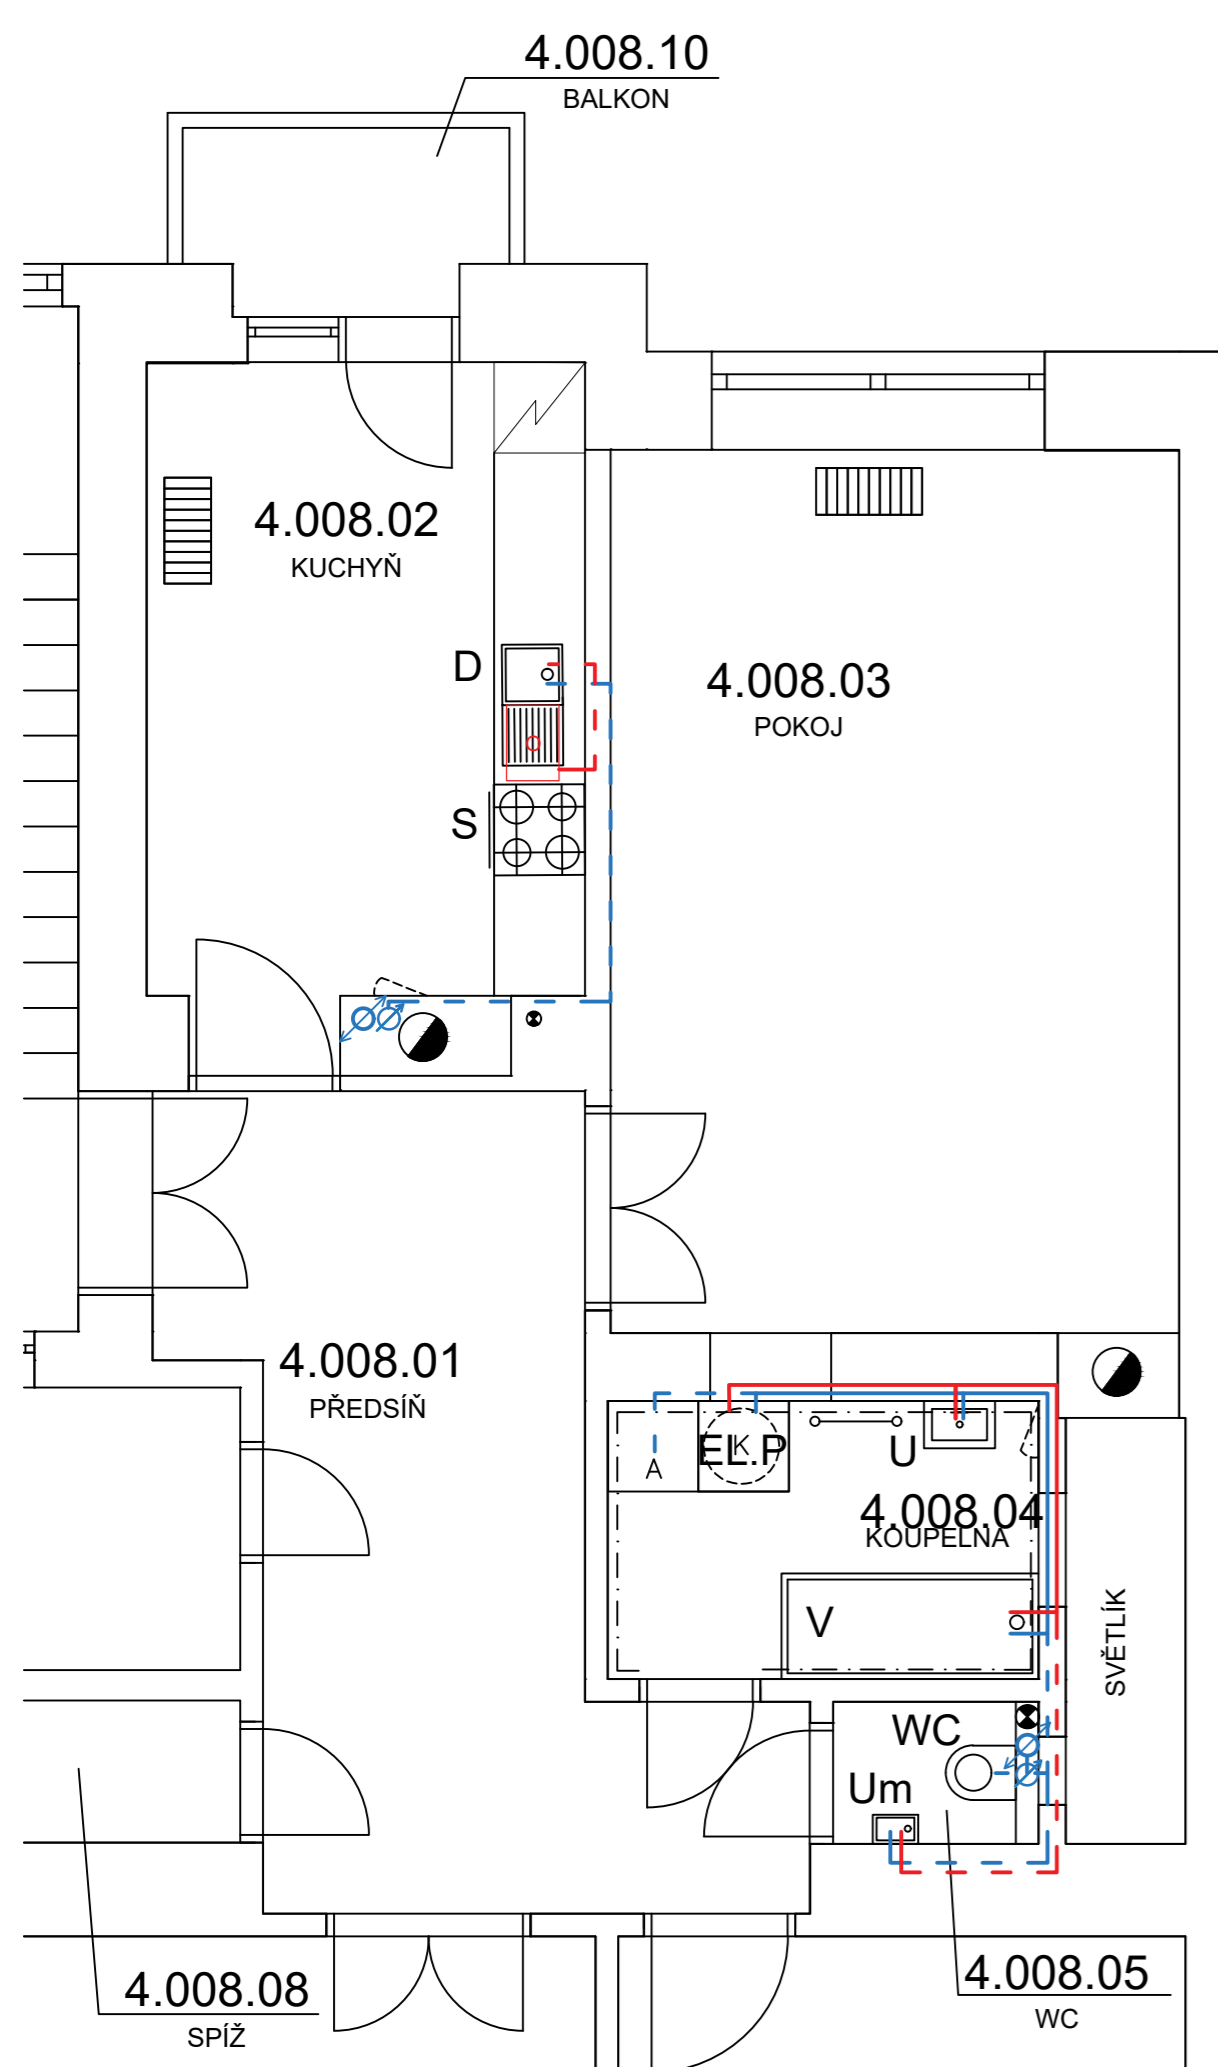 4.008.10
BALKON
4.008.02
KUCHYŇ
D
4.008.03
POKOJ
S
4.008.01
PŘEDSÍŇ
A
EL.P
K
U
4.008.04
KOUPELNA
V
SVĚTLÍK
WC
Um
4.008.08
SPÍŽ
4.008.05
WC